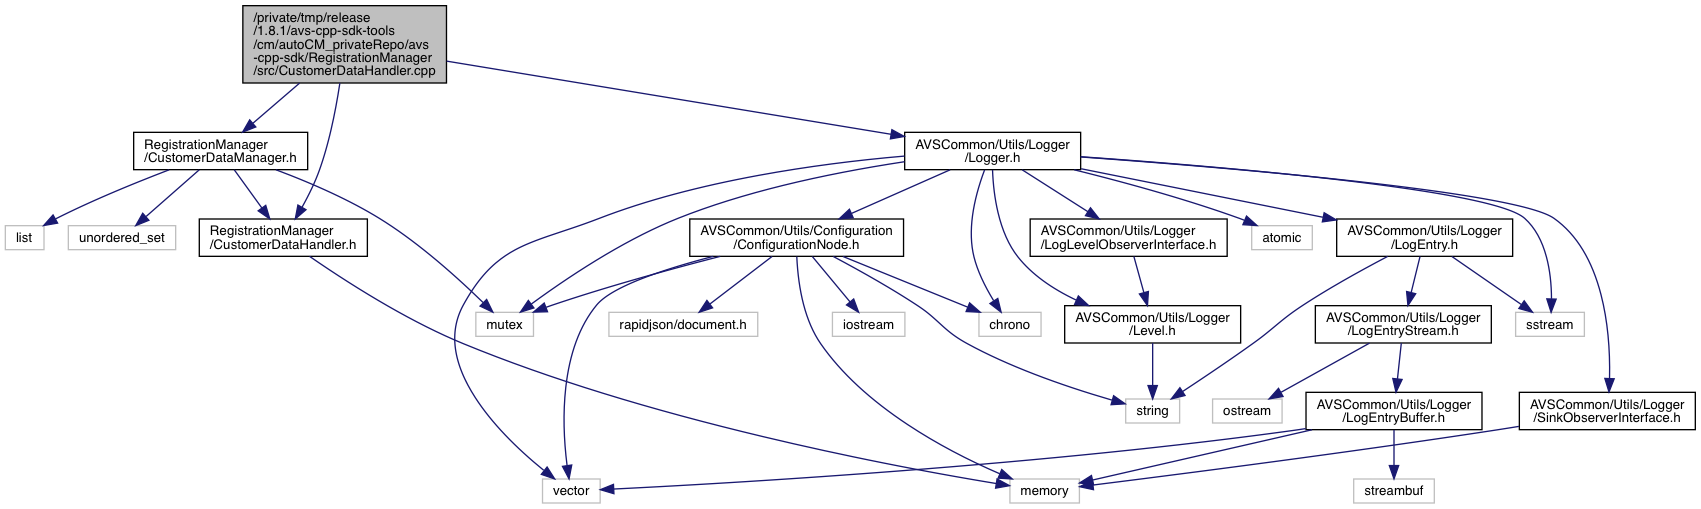 /private/tmp/release
/1.8.1/avs-cpp-sdk-tools
/cm/autoCM_privateRepo/avs
-cpp-sdk/RegistrationManager
/src/CustomerDataHandler.cpp
RegistrationManager
/CustomerDataManager.h
AVSCommon/Utils/Logger
/Logger.h
list
unordered_set
RegistrationManager
/CustomerDataHandler.h
AVSCommon/Utils/Configuration
/ConfigurationNode.h
AVSCommon/Utils/Logger
/LogLevelObserverInterface.h
atomic
AVSCommon/Utils/Logger
/LogEntry.h
mutex
rapidjson/document.h
iostream
chrono
AVSCommon/Utils/Logger
/Level.h
AVSCommon/Utils/Logger
/LogEntryStream.h
sstream
string
ostream
AVSCommon/Utils/Logger
/LogEntryBuffer.h
AVSCommon/Utils/Logger
/SinkObserverInterface.h
vector
memory
streambuf